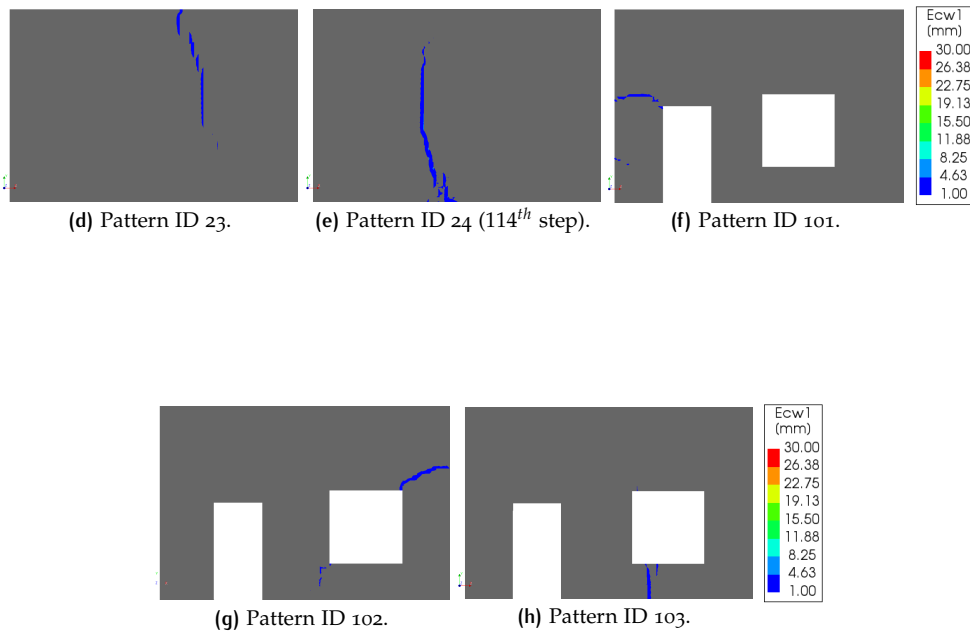 Ecw1
(mm)
30.00
26.38
22.75
19.13
15.50
11.88
8.25
4.63
1.00
(d) Pattern ID 23.
(e) Pattern ID 24 (114th step).
(f) Pattern ID 101.
Ecw1
(mm)
30.00
26.38
22.75
19.13
15.50
11.88
8.25
4.63
1.00
(g) Pattern ID 102.
(h) Pattern ID 103.